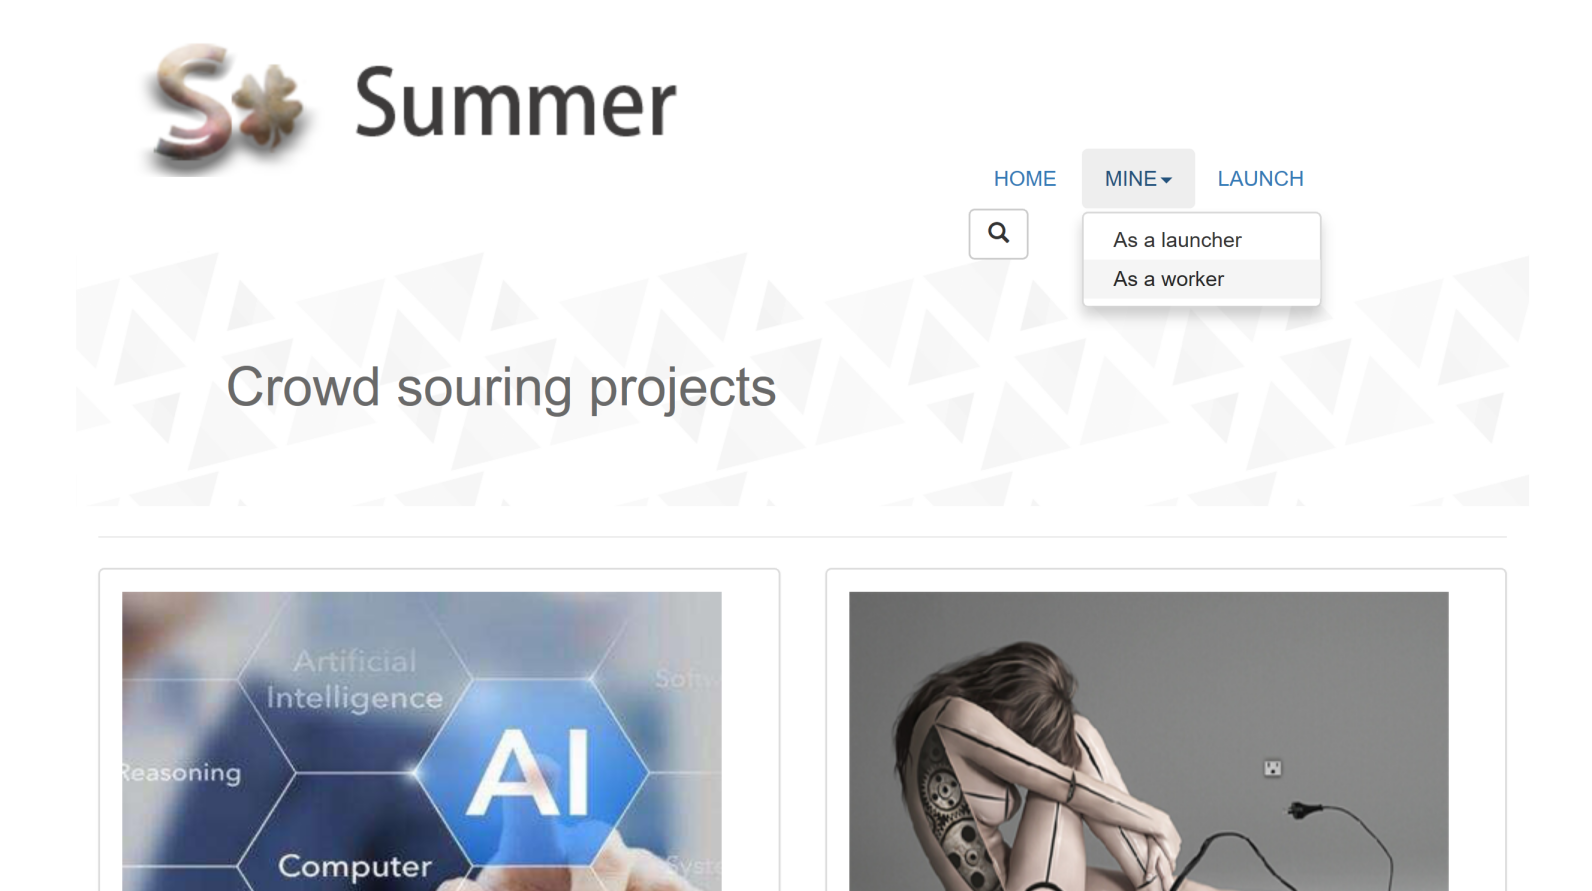 S
Summer
HOME
MINE
LAUNCH
As a launcher
As a worker
Crowd souring projects
Artificial
Intelligence
AI
Reasoning
Computer